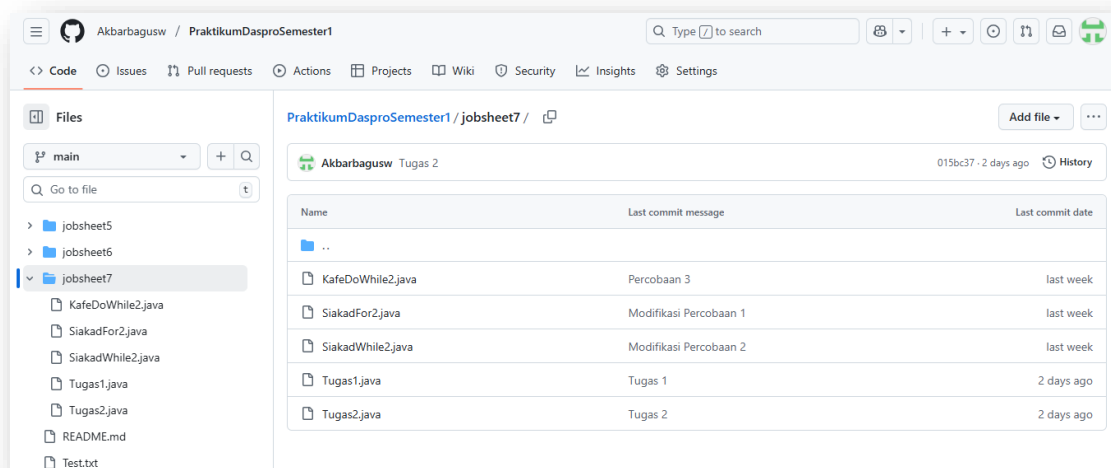 Akbarbagusw / PraktikumDasproSemester1
Type / to search
Code Issues Pull requests Actions Projects Wiki Security Insights Settings
Files
PraktikumDasproSemester1 / jobsheet7 /
Add file
main
Akbarbagusw Tugas 2 015bc37 · 2 days ago History
Go to file t
Name Last commit message Last commit date
jobsheet5
..
jobsheet6
jobsheet7
KafeDoWhile2.java Percobaan 3 last week
KafeDoWhile2.java
SiakadFor2.java Modifikasi Percobaan 1 last week
SiakadFor2.java
SiakadWhile2.java Modifikasi Percobaan 2 last week
SiakadWhile2.java
Tugas1.java Tugas 1 2 days ago
Tugas1.java
Tugas2.java Tugas 2 2 days ago
Tugas2.java
README.md
Test.txt